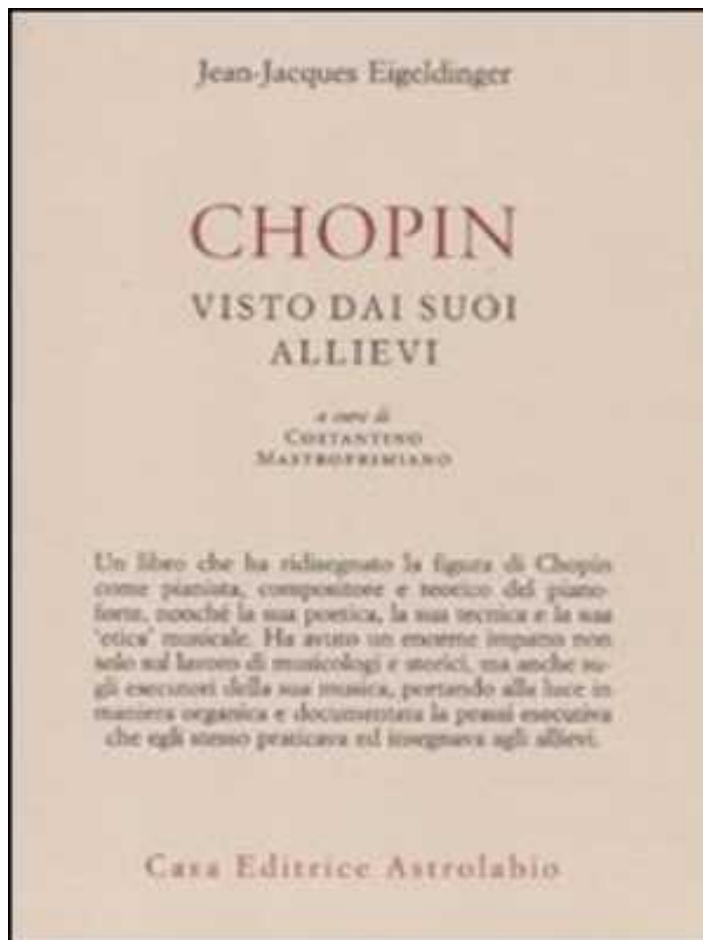 Jean-Jacques Eigeldinger
CHOPIN
VISTO DAI SUOI
ALLIEVI
a cura di
COSTANTINO
MASTROPRIMIANO
Un libro che ha ridisegnato la figura di Chopin
come pianista, compositore e teorico del piano-
forte, nonché la sua poetica, la sua tecnica e la sua
'etica' musicale. Ha avuto un enorme impatto non
solo sul lavoro di musicologi e storici, ma anche su-
gli esecutori della sua musica, portando alla luce in
maniera organica e documentata la prassi esecutiva
che egli stesso praticava ed insegnava agli allievi.
Casa Editrice Astrolabio